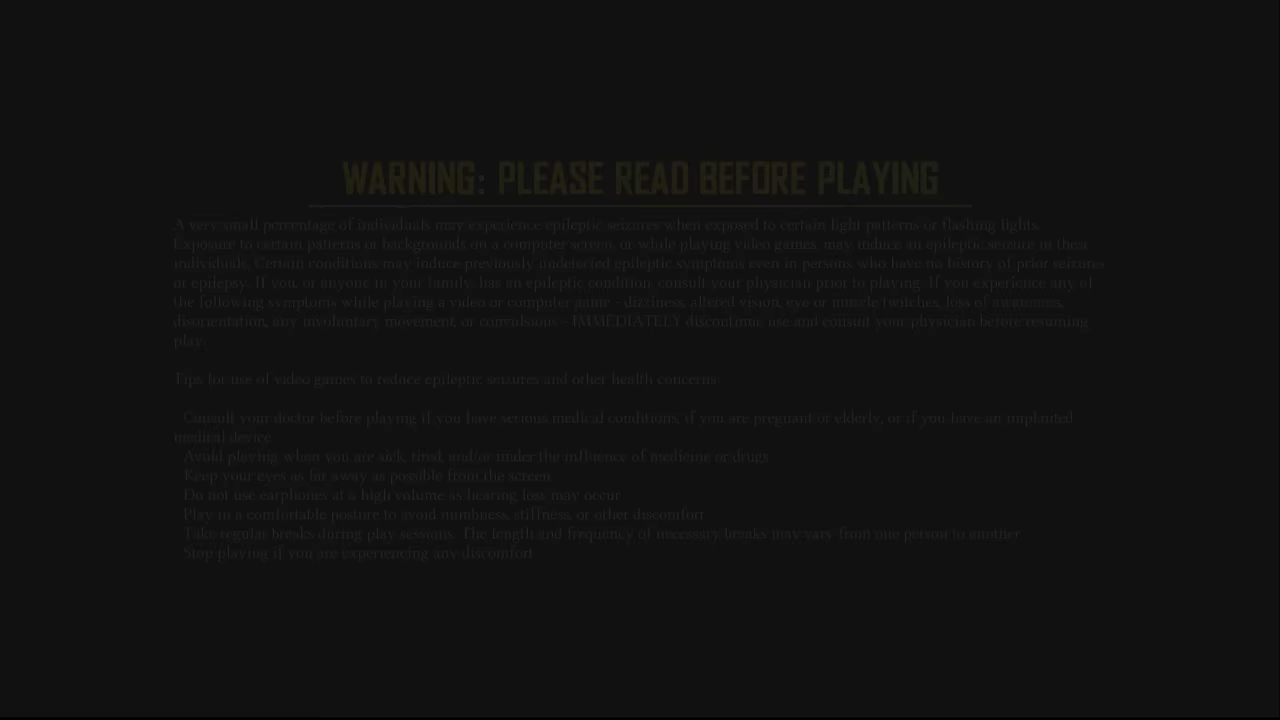 WARNING: PLEASE READ BEFORE PLAYING
A very small percentage of individuals may experience epileptic seizures when exposed to certain light patterns or flashing lights.
Exposure to certain patterns or backgrounds on a computer screen, or while playing video games, may induce an epileptic seizure in these
individuals. Certain conditions may induce previously undetected epileptic symptoms even in persons who have no history of prior seizures
or epilepsy. If you, or anyone in your family, has an epileptic condition, consult your physician prior to playing. If you experience any of
the following symptoms while playing a video or computer game - dizziness, altered vision, eye or muscle twitches, loss of awareness,
disorientation, any involuntary movement, or convulsions - IMMEDIATELY discontinue use and consult your physician before resuming
play.
Tips for use of video games to reduce epileptic seizures and other health concerns:
Consult your doctor before playing if you have serious medical conditions, if you are pregnant or elderly, or if you have an implanted
medical device
Avoid playing when you are sick, tired, and/or under the influence of medicine or drugs
Keep your eyes as far away as possible from the screen
Do not use earphones at a high volume as hearing loss may occur
Play in a comfortable posture to avoid numbness, stiffness, or other discomfort
Take regular breaks during play sessions. The length and frequency of necessary breaks may vary from one person to another
Stop playing if you are experiencing any discomfort